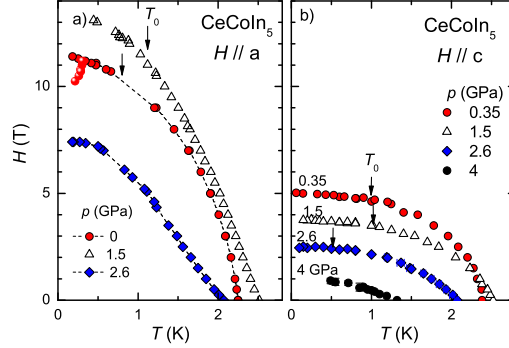 a)
CeCoIn5
H // a
T0
H (T)
10
5
0
p (GPa)
0
1.5
2.6
0 1 2
T (K)
b)
CeCoIn5
H // c
p (GPa)
0.35
1.5
2.6
4
T0
0.35
1.5
2.6
4 GPa
0 1 2
T (K)